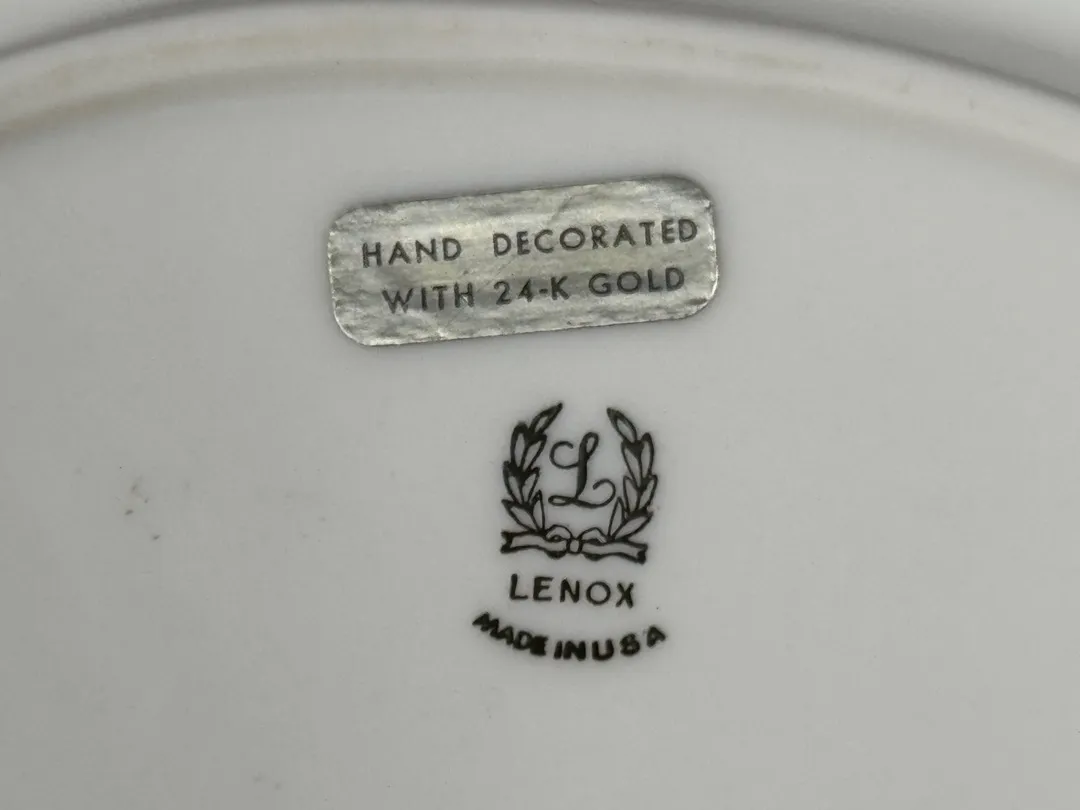 HAND DECORATED
WITH 24-K GOLD
L
LENOX
MADE IN USA